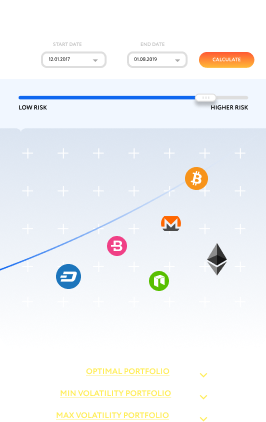 START DATE
END DATE
12.01.2017
01.08.2019
CALCULATE
LOW RISK
HIGHER RISK
OPTIMAL PORTFOLIO
MIN VOLATILITY PORTFOLIO
MAX VOLATILITY PORTFOLIO